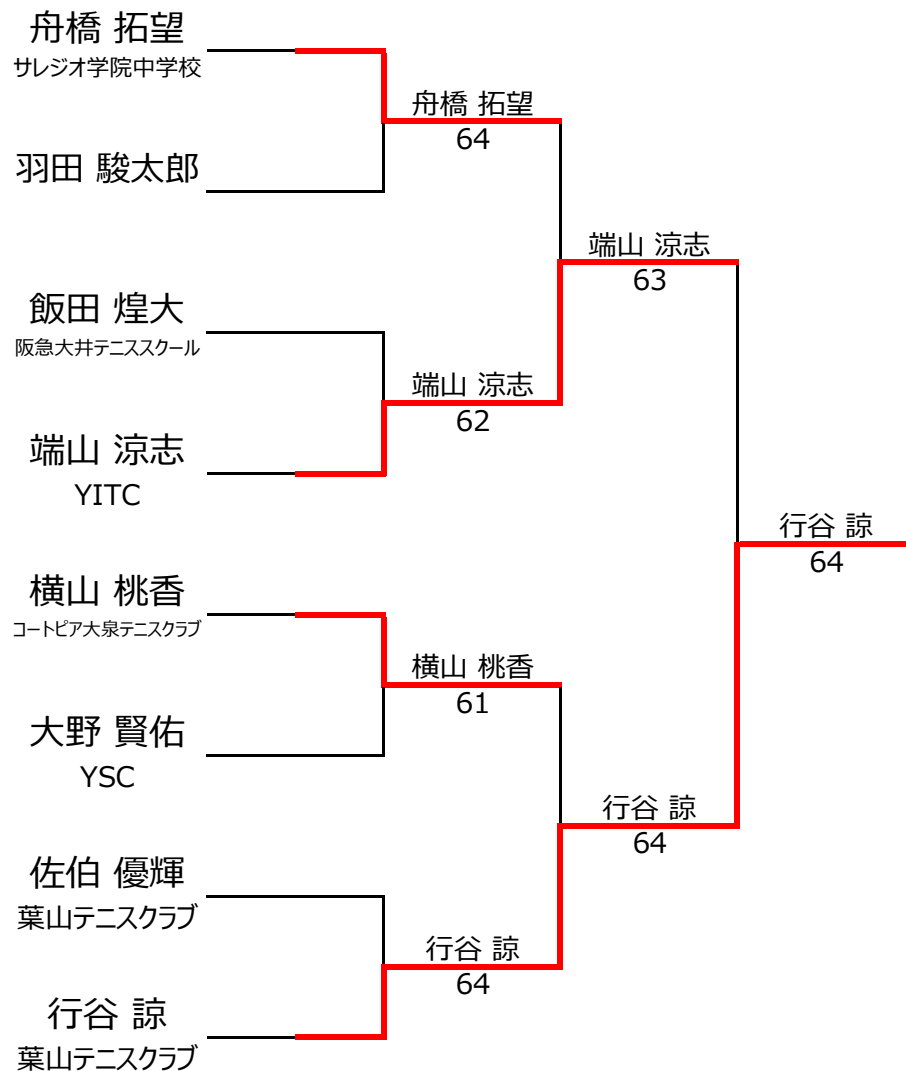 舟橋 拓望
サレジオ学院中学校
舟橋 拓望
64
羽田 駿太郎
端山 涼志
63
飯田 煌大
阪急大井テニススクール
端山 涼志
62
端山 涼志
YITC
行谷 諒
64
横山 桃香
コートピア大泉テニスクラブ
横山 桃香
61
大野 賢佑
YSC
行谷 諒
64
佐伯 優輝
葉山テニスクラブ
行谷 諒
64
行谷 諒
葉山テニスクラブ